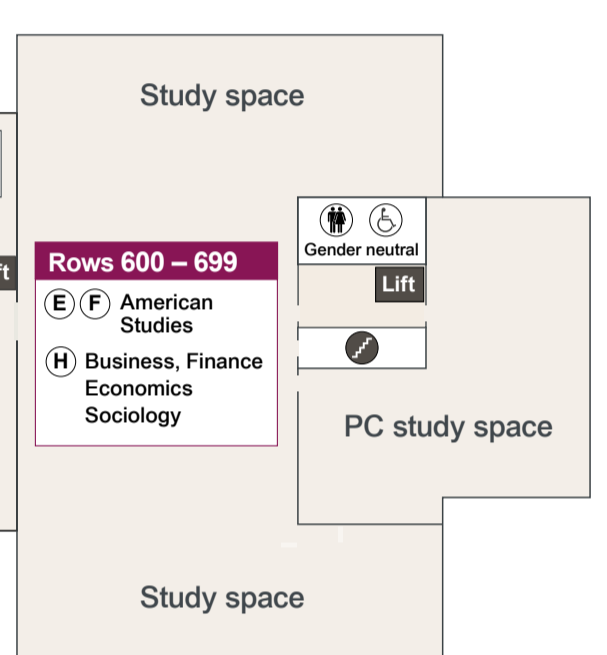 Study space
Gender neutral
Lift
Rows 600 – 699
E F American
Studies
H Business, Finance
Economics
Sociology
PC study space
Study space